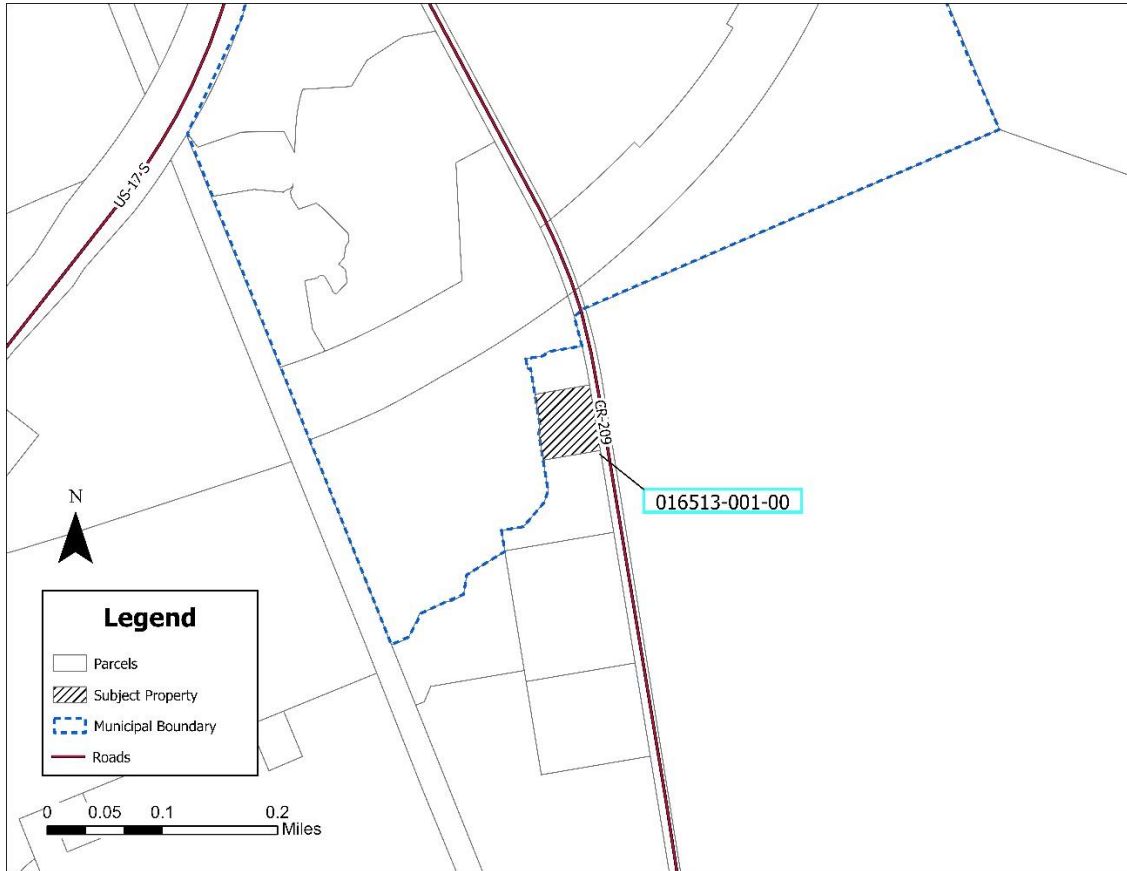 US-17-S
CR-209
016513-001-00
N
Legend
Parcels
Subject Property
Municipal Boundary
Roads
0 0.05 0.1 0.2
Miles